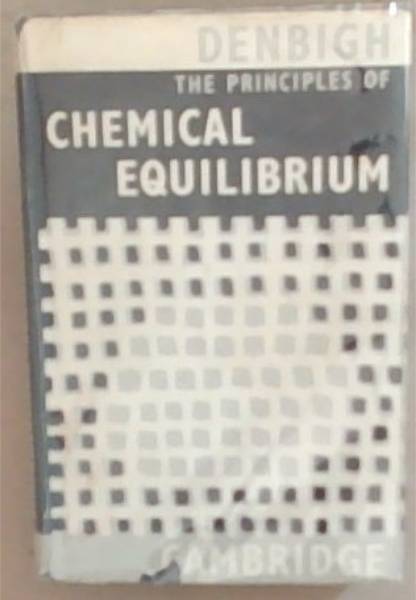 DENBIGH
THE PRINCIPLES OF
CHEMICAL
EQUILIBRIUM
CAMBRIDGE